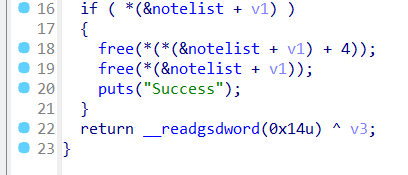 16 if ( *(&notelist + v1) )
17 {
18 free(*(*(&notelist + v1) + 4));
19 free(*(&notelist + v1));
20 puts("Success");
21 }
22 return __readgsdword(0x14u) ^ v3;
23 }